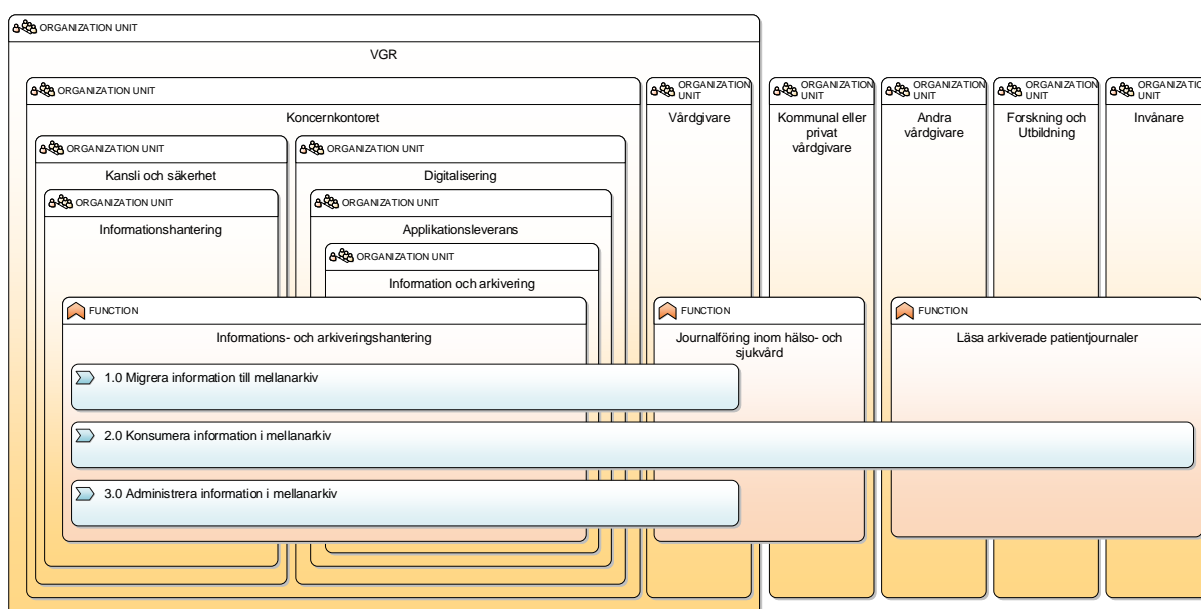 ORGANIZATION UNIT
VGR
ORGANIZATION UNIT
Koncernkontoret
ORGANIZATION
UNIT
Vårdgivare
ORGANIZATION
UNIT
Kommunal eller
privat
vårdgivare
ORGANIZATION
UNIT
Andra
vårdgivare
ORGANIZATION
UNIT
Forskning och
Utbildning
ORGANIZATIO
UNIT
Invånare
ORGANIZATION UNIT
Kansli och säkerhet
ORGANIZATION UNIT
Digitalisering
ORGANIZATION UNIT
Informationshantering
ORGANIZATION UNIT
Applikationsleverans
ORGANIZATION UNIT
Information och arkivering
FUNCTION
Informations- och arkiveringshantering
FUNCTION
Journalföring inom hälso- och
sjukvård
FUNCTION
Läsa arkiverade patientjournaler
1.0 Migrera information till mellanarkiv
2.0 Konsumera information i mellanarkiv
3.0 Administrera information i mellanarkiv